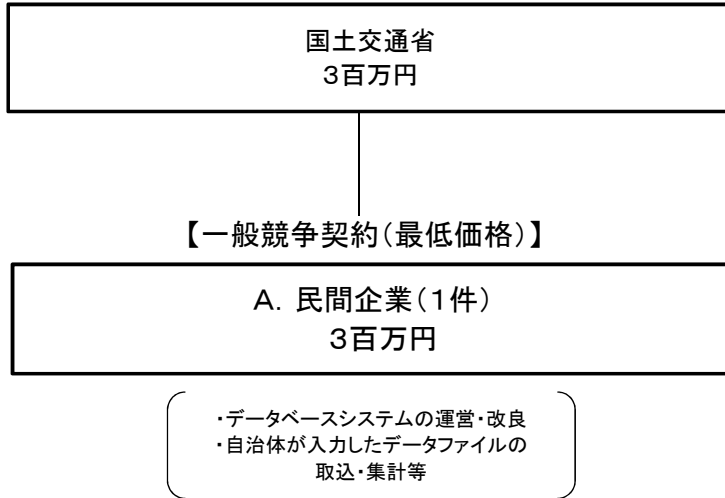 国土交通省
３百万円
【一般競争契約（最低価格）】
Ａ．民間企業（１件）
３百万円
・データベースシステムの運営・改良
・自治体が入力したデータファイルの
取込・集計等